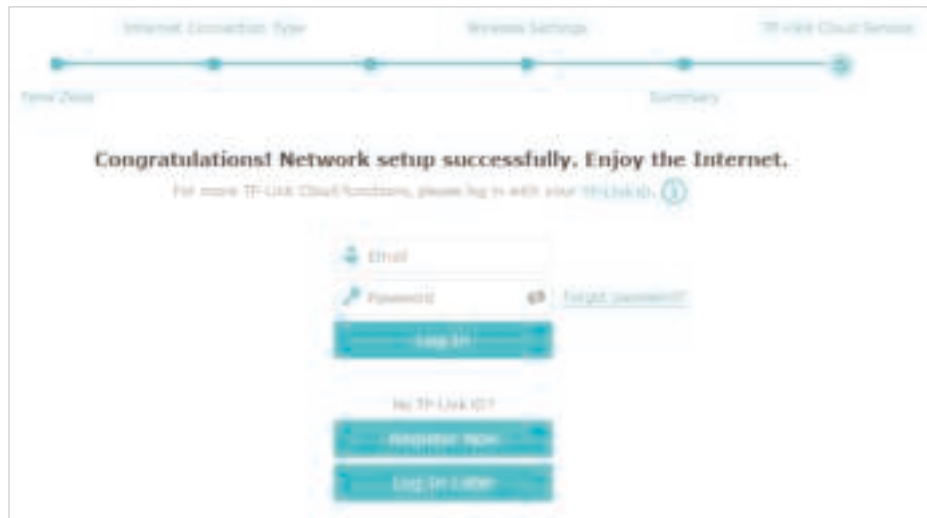 Internet Connection Type
Wireless Settings
TP-Link Cloud Service
Time Zone
Summary
Congratulations! Network setup successfully. Enjoy the Internet.
For more TP-Link Cloud functions, please log in with your TP-Link ID.
Email
Password
Forgot password?
Log In
No TP-Link ID?
Register Now
Log In Later